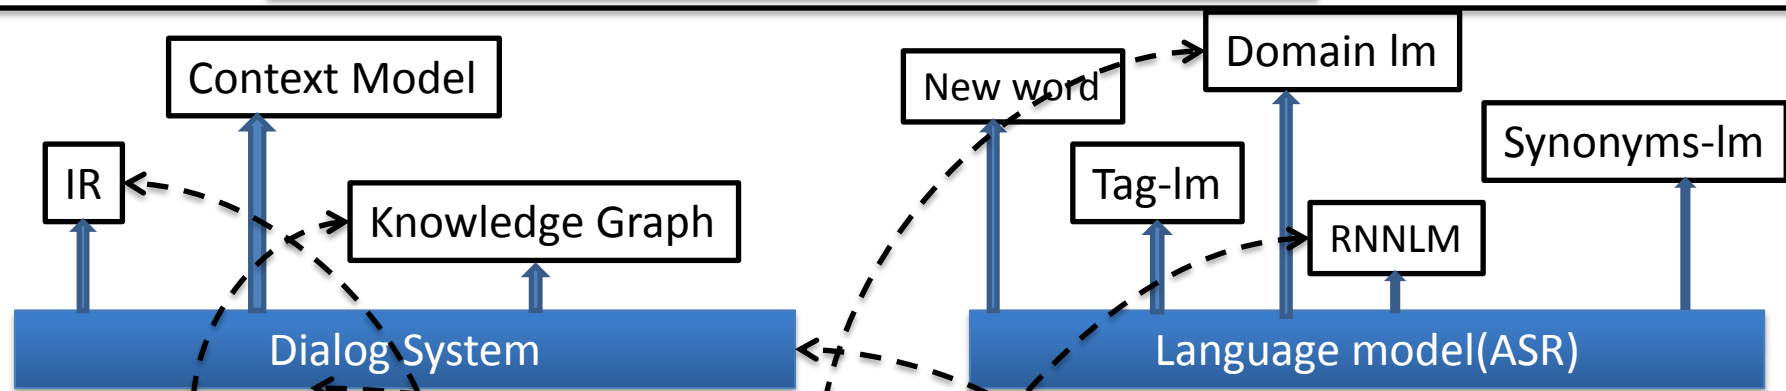 Context Model
IR
Knowledge Graph
Dialog System
New word
Domain lm
Tag-lm
Synonyms-lm
RNNLM
Language model(ASR)